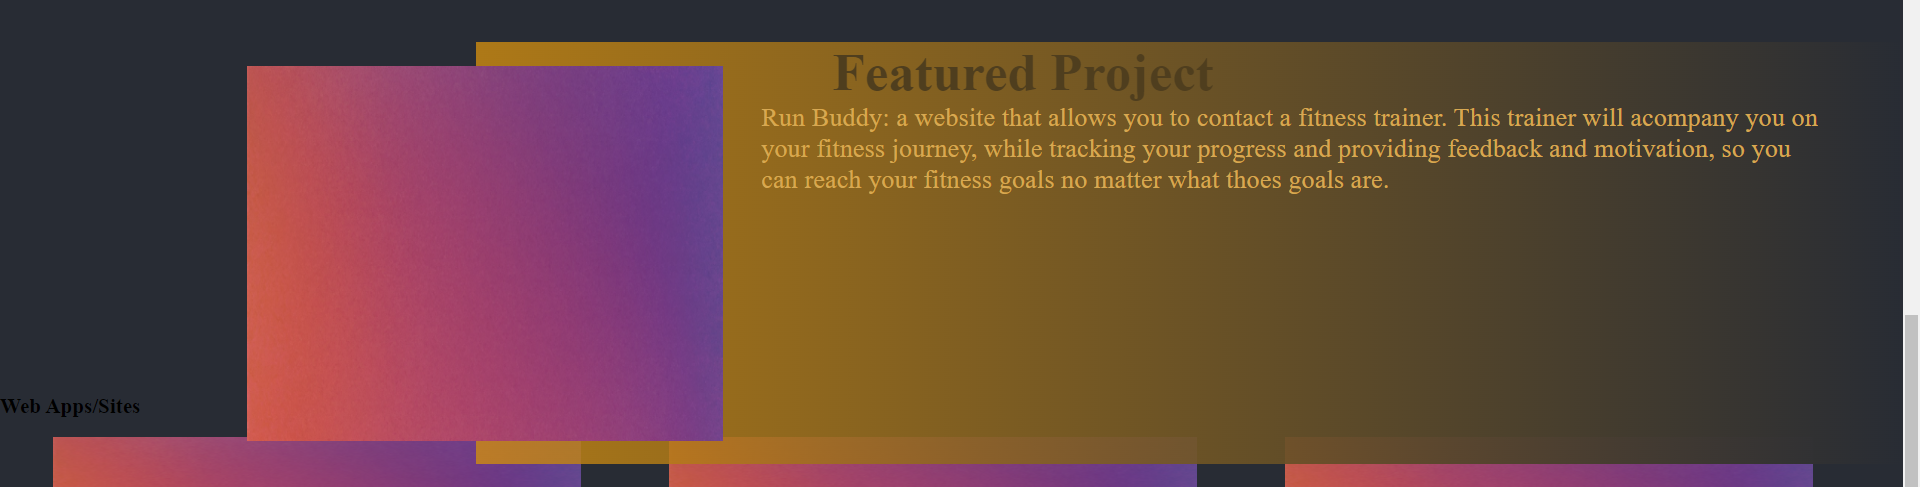 Featured Project
Run Buddy: a website that allows you to contact a fitness trainer. This trainer will acompany you on
your fitness journey, while tracking your progress and providing feedback and motivation, so you
can reach your fitness goals no matter what thoes goals are.
Web Apps/Sites